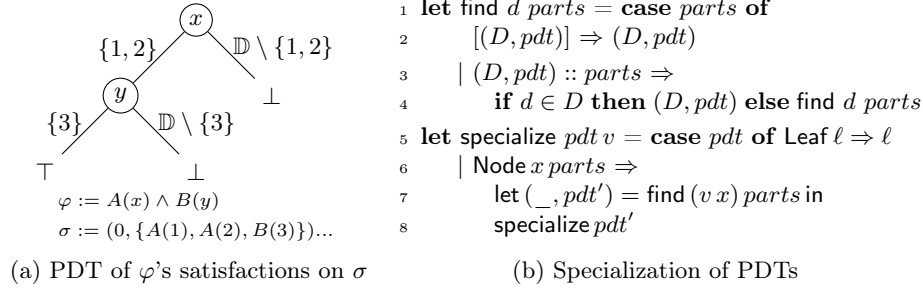 x
{1, 2}
𝔻 \ {1, 2}
y
⊥
{3}
𝔻 \ {3}
⊤
⊥
φ := A(x) ∧ B(y)
σ := (0, {A(1), A(2), B(3)})...
(a) PDT of φ's satisfactions on σ
1 let find d parts = case parts of
2 [(D, pdt)] ⇒ (D, pdt)
3 | (D, pdt) :: parts ⇒
4 if d ∈ D then (D, pdt) else find d parts
5 let specialize pdt v = case pdt of Leaf ℓ ⇒ ℓ
6 | Node x parts ⇒
7 let (_, pdt′) = find (v x) parts in
8 specialize pdt′
(b) Specialization of PDTs